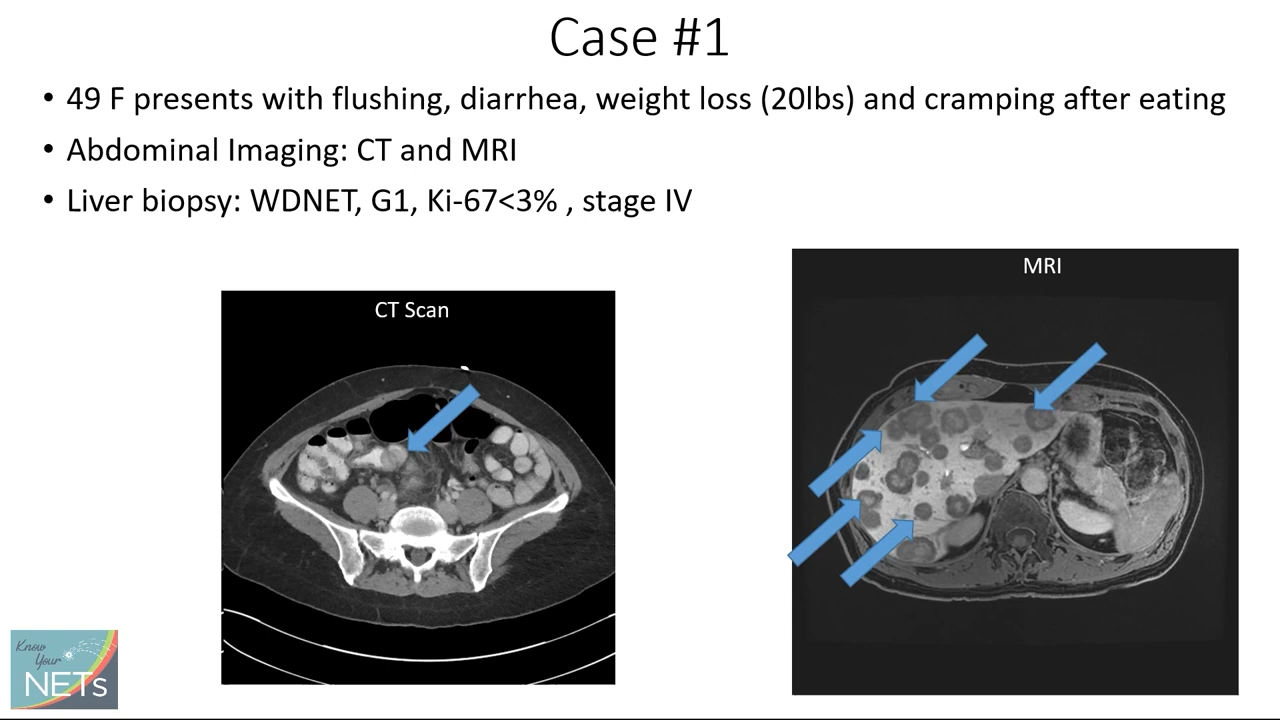 Case #1
• 49 F presents with flushing, diarrhea, weight loss (20lbs) and cramping after eating
• Abdominal Imaging: CT and MRI
• Liver biopsy: WDNET, G1, Ki-67<3% , stage IV
CT Scan
MRI
Know
Your
NETs